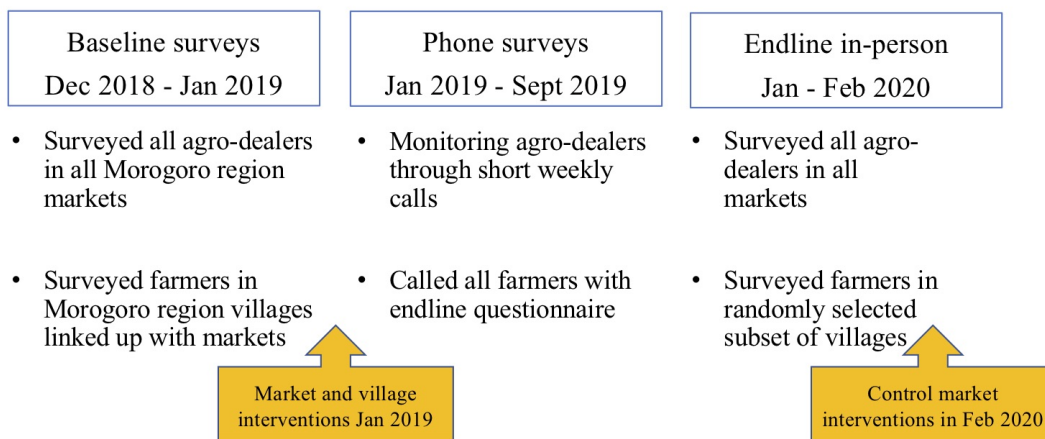 Baseline surveys
Dec 2018 - Jan 2019
• Surveyed all agro-dealers
in all Morogoro region
markets
• Surveyed farmers in
Morogoro region villages
linked up with markets
Phone surveys
Jan 2019 - Sept 2019
• Monitoring agro-dealers
through short weekly
calls
• Called all farmers with
endline questionnaire
Endline in-person
Jan - Feb 2020
• Surveyed all agro-
dealers in all
markets
• Surveyed farmers in
randomly selected
subset of villages
Market and village
interventions Jan 2019
Control market
interventions in Feb 2020